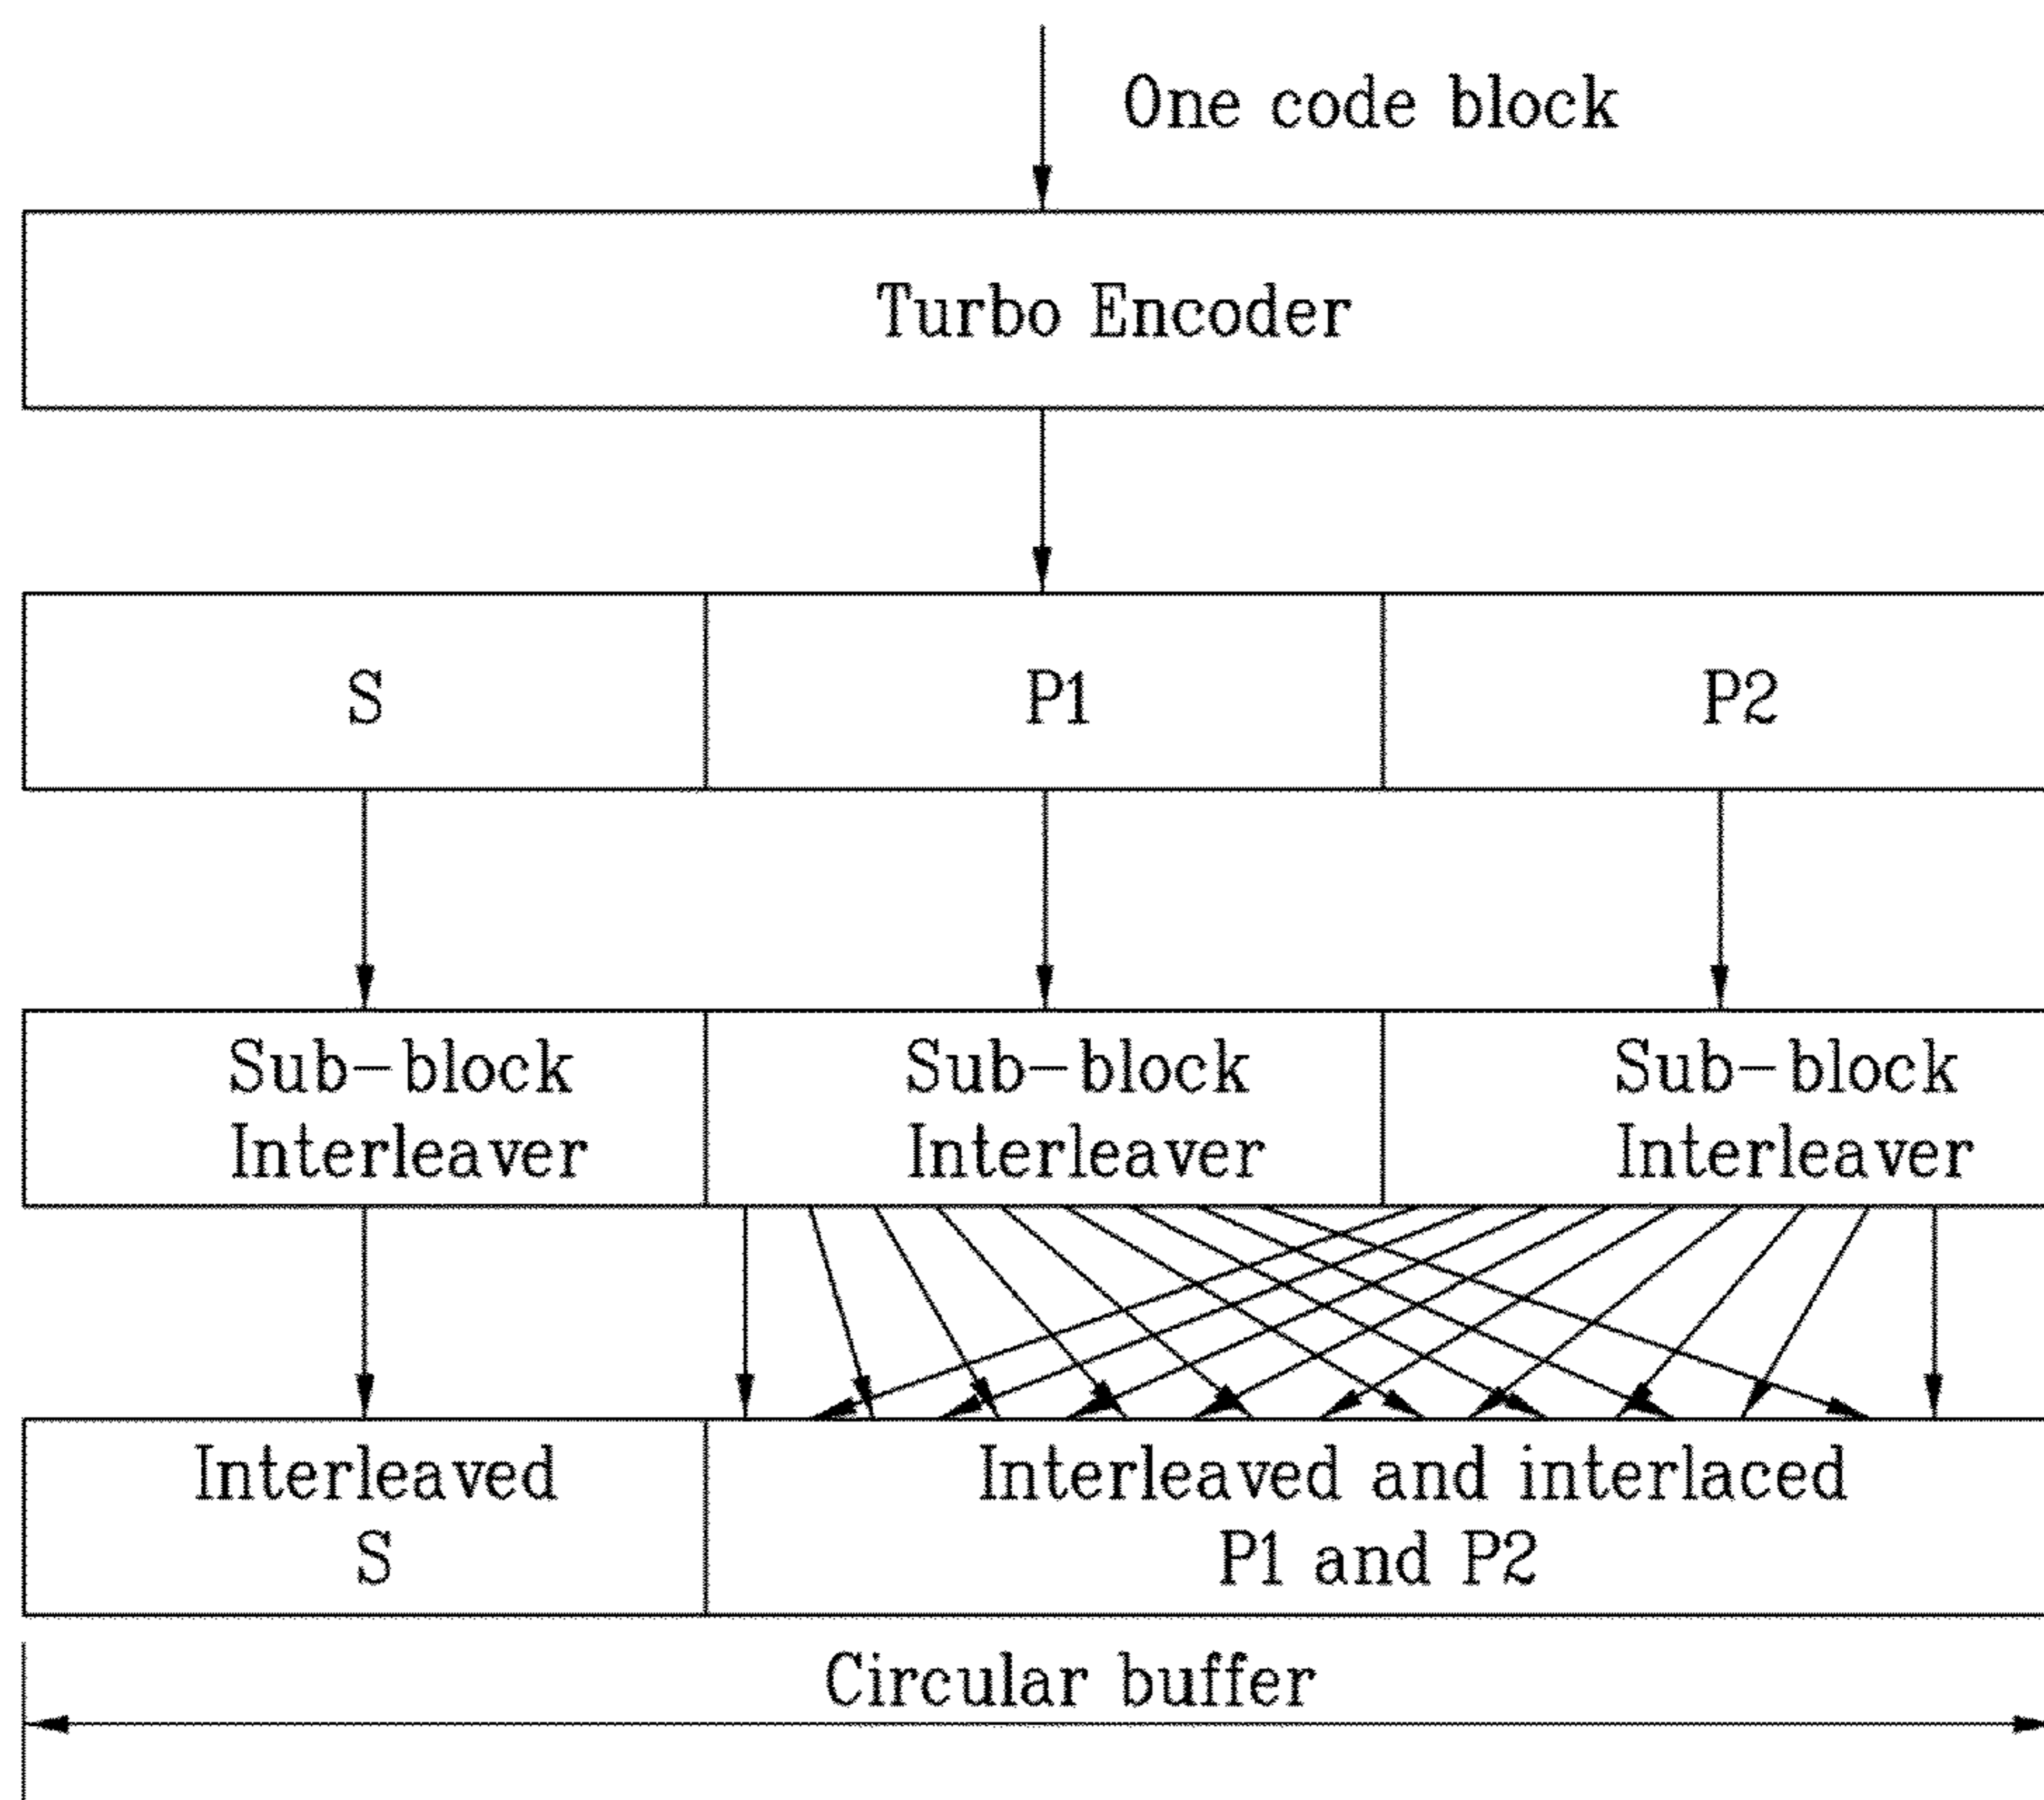 One code block
Turbo Encoder
S
P1
P2
Sub-block
Interleaver
Sub-block
Interleaver
Sub-block
Interleaver
Interleaved
S
Interleaved and interlaced
P1 and P2
Circular buffer